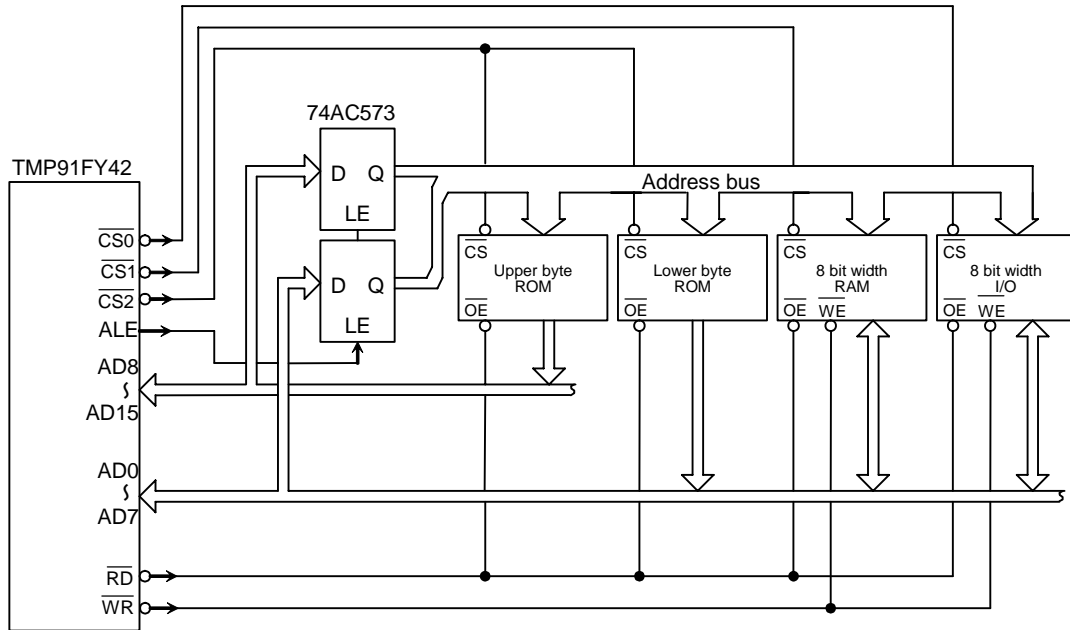 74AC573
TMP91FY42
D Q
LE
D Q
LE
Address bus
CS0
CS1
CS2
ALE
AD8
~
AD15
AD0
~
AD7
RD
WR
CS
Upper byte
ROM
OE
CS
Lower byte
ROM
OE
CS
8 bit width
RAM
OE WE
CS
8 bit width
I/O
OE WE